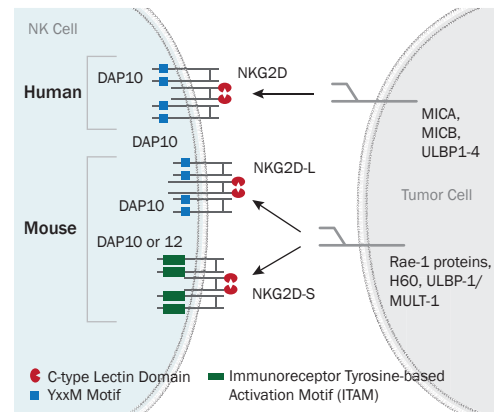 NK Cell
Human
DAP10
NKG2D
DAP10
MICA,
MICB,
ULBP1-4
Tumor Cell
Mouse
NKG2D-L
DAP10
DAP10 or 12
NKG2D-S
Rae-1 proteins,
H60, ULBP-1/
MULT-1
C-type Lectin Domain
YxxM Motif
Immunoreceptor Tyrosine-based
Activation Motif (ITAM)